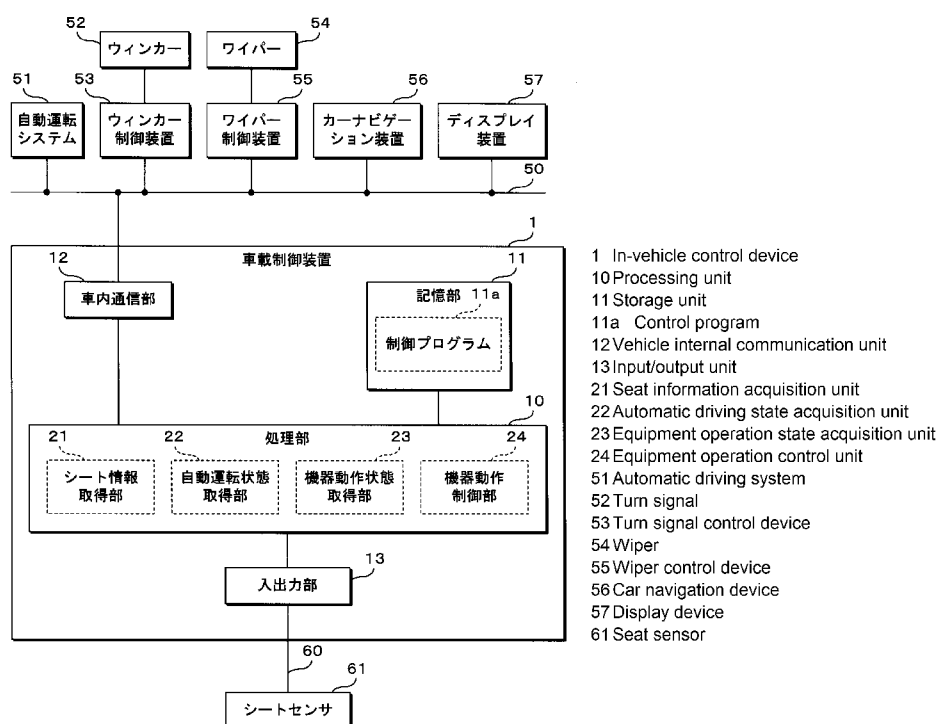 52
ウィンカー
54
ワイパー
51
自動運転
システム
53
ウィンカー
制御装置
55
ワイパー
制御装置
56
カーナビゲー
ション装置
57
ディスプレイ
装置
50
1
車載制御装置
12
車内通信部
11
記憶部
11a
制御プログラム
10
処理部
21
シート情報
取得部
22
自動運転状態
取得部
23
機器動作状態
取得部
24
機器動作
制御部
13
入出力部
60
61
シートセンサ
1 In-vehicle control device
10 Processing unit
11 Storage unit
11a Control program
12 Vehicle internal communication unit
13 Input/output unit
21 Seat information acquisition unit
22 Automatic driving state acquisition unit
23 Equipment operation state acquisition unit
24 Equipment operation control unit
51 Automatic driving system
52 Turn signal
53 Turn signal control device
54 Wiper
55 Wiper control device
56 Car navigation device
57 Display device
61 Seat sensor